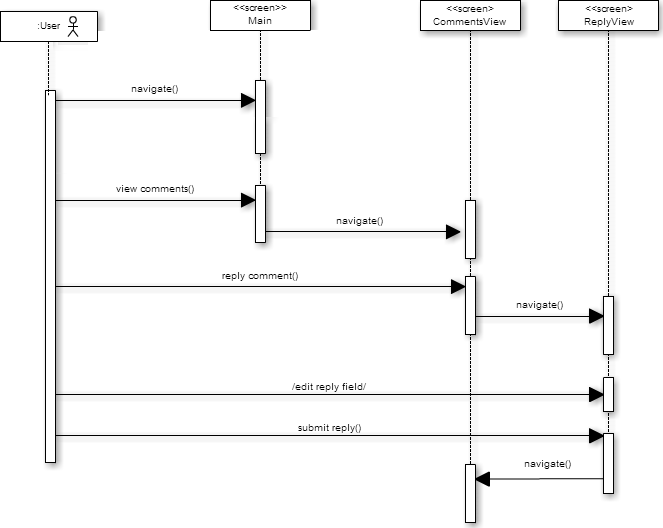 :User
<<screen>>
Main
<<screen>
CommentsView
<<screen>
ReplyView
navigate()
view comments()
navigate()
reply comment()
navigate()
/edit reply field/
submit reply()
navigate()